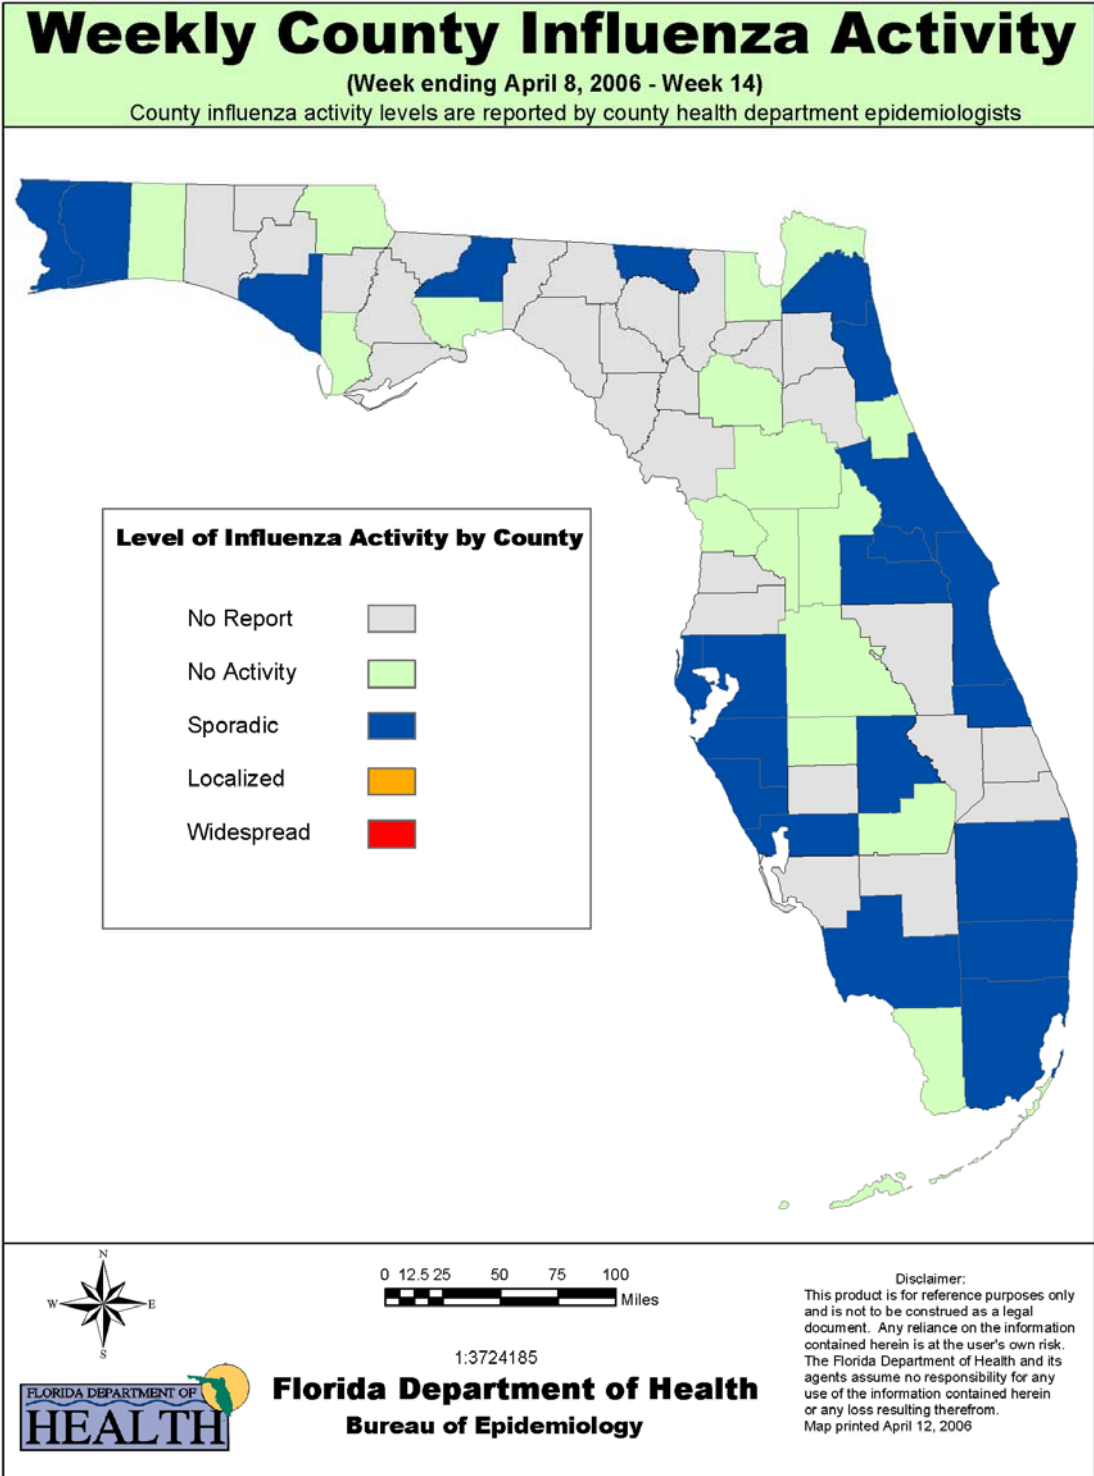 Weekly County Influenza Activity
(Week ending April 8, 2006 - Week 14)
County influenza activity levels are reported by county health department epidemiologists
Level of Influenza Activity by County
No Report
No Activity
Sporadic
Localized
Widespread
N
W
E
S
0 12.5 25 50 75 100
Miles
1:3724185
FLORIDA DEPARTMENT OF
HEALTH
Florida Department of Health
Bureau of Epidemiology
Disclaimer:
This product is for reference purposes only
and is not to be construed as a legal
document. Any reliance on the information
contained herein is at the user's own risk.
The Florida Department of Health and its
agents assume no responsibility for any
use of the information contained herein
or any loss resulting therefrom.
Map printed April 12, 2006